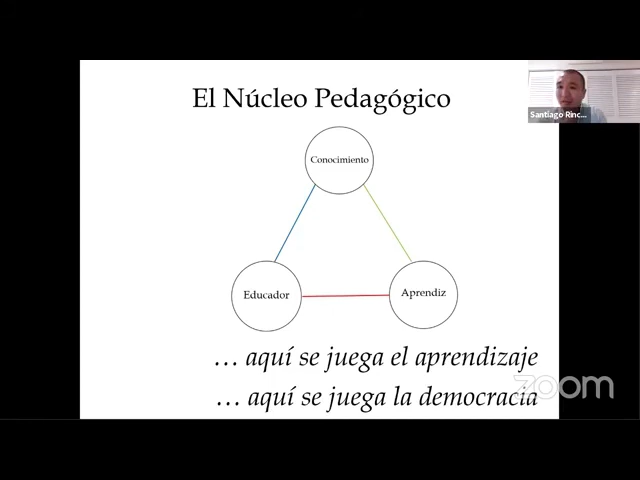 El Núcleo Pedagógico
Santiago Rinc...
Conocimiento
Educador
Aprendiz
... aquí se juega el aprendizaje
... aquí se juega la democracia
zoom